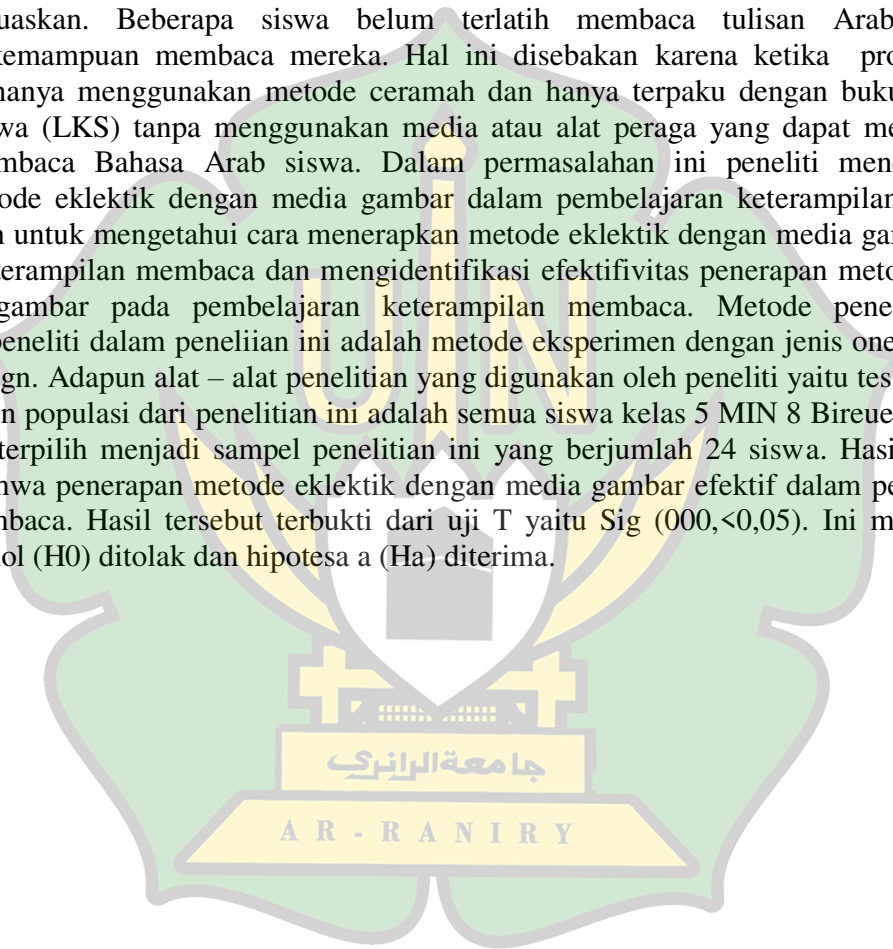 uaskan. Beberapa siswa belum terlatih membaca tulisan Arab
kemampuan membaca mereka. Hal ini disebakan karena ketika pro
hanya menggunakan metode ceramah dan hanya terpaku dengan buku
wa (LKS) tanpa menggunakan media atau alat peraga yang dapat me
mbaca Bahasa Arab siswa. Dalam permasalahan ini peneliti men
ode eklektik dengan media gambar dalam pembelajaran keterampilan
n untuk mengetahui cara menerapkan metode eklektik dengan media ga
terampilan membaca dan mengidentifikasi efektifivitas penerapan meto
gambar pada pembelajaran keterampilan membaca. Metode pene
peneliti dalam peneliian ini adalah metode eksperimen dengan jenis one
gn. Adapun alat – alat penelitian yang digunakan oleh peneliti yaitu tes
n populasi dari penelitian ini adalah semua siswa kelas 5 MIN 8 Bireue
terpilih menjadi sampel penelitian ini yang berjumlah 24 siswa. Hasi
hwa penerapan metode eklektik dengan media gambar efektif dalam pe
mbaca. Hasil tersebut terbukti dari uji T yaitu Sig (000,<0,05). Ini m
nol (H0) ditolak dan hipotesa a (Ha) diterima.
UIN
جامعة الرانري
AR-RANIRY